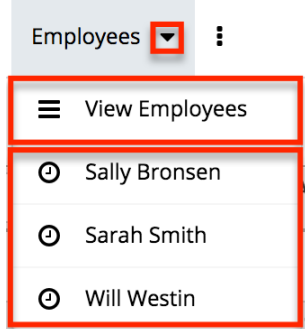 Employees
View Employees
Sally Bronsen
Sarah Smith
Will Westin